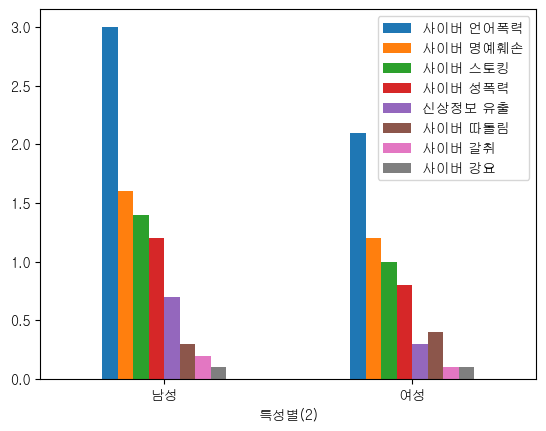 3.0
2.5
2.0
1.5
1.0
0.5
0.0
사이버 언어폭력
사이버 명예훼손
사이버 스토킹
사이버 성폭력
신상정보 유출
사이버 따돌림
사이버 갈취
사이버 강요
남성
여성
특성별(2)